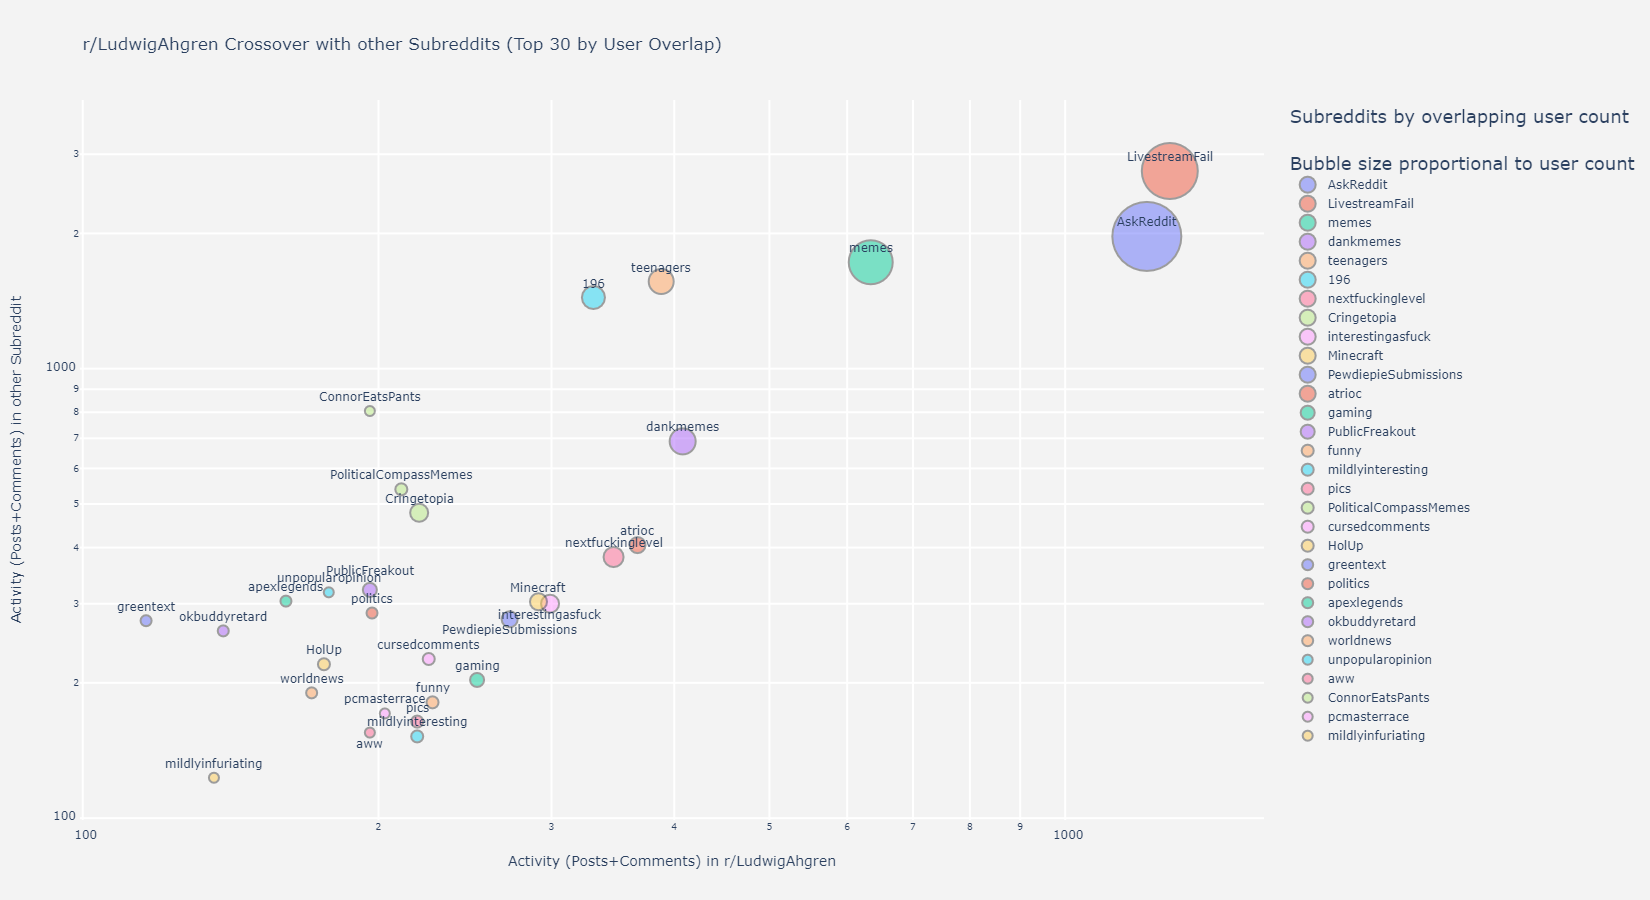 r/LudwigAhgren Crossover with other Subreddits (Top 30 by User Overlap)
Activity (Posts+Comments) in other Subreddit
3
2
1000
9
8
7
6
5
4
3
2
100
LivestreamFail
AskReddit
memes
teenagers
196
ConnorEatsPants
dankmemes
PoliticalCompassMemes
Cringetopia
atrioc
nextfuckinglevel
PublicFreakout
unpopularopinion
apexlegends
Minecraft
politics
greentext
okbuddyretard
interestingasfuck
PewdiepieSubmissions
cursedcomments
HolUp
gaming
worldnews
funny
pcmasterrace
pics
mildlyinteresting
aww
mildlyinfuriating
100
2
3
4
5
6
7
8
9
1000
Activity (Posts+Comments) in r/LudwigAhgren
Subreddits by overlapping user count
Bubble size proportional to user count
AskReddit
LivestreamFail
memes
dankmemes
teenagers
196
nextfuckinglevel
Cringetopia
interestingasfuck
Minecraft
PewdiepieSubmissions
atrioc
gaming
PublicFreakout
funny
mildlyinteresting
pics
PoliticalCompassMemes
cursedcomments
HolUp
greentext
politics
apexlegends
okbuddyretard
worldnews
unpopularopinion
aww
ConnorEatsPants
pcmasterrace
mildlyinfuriating